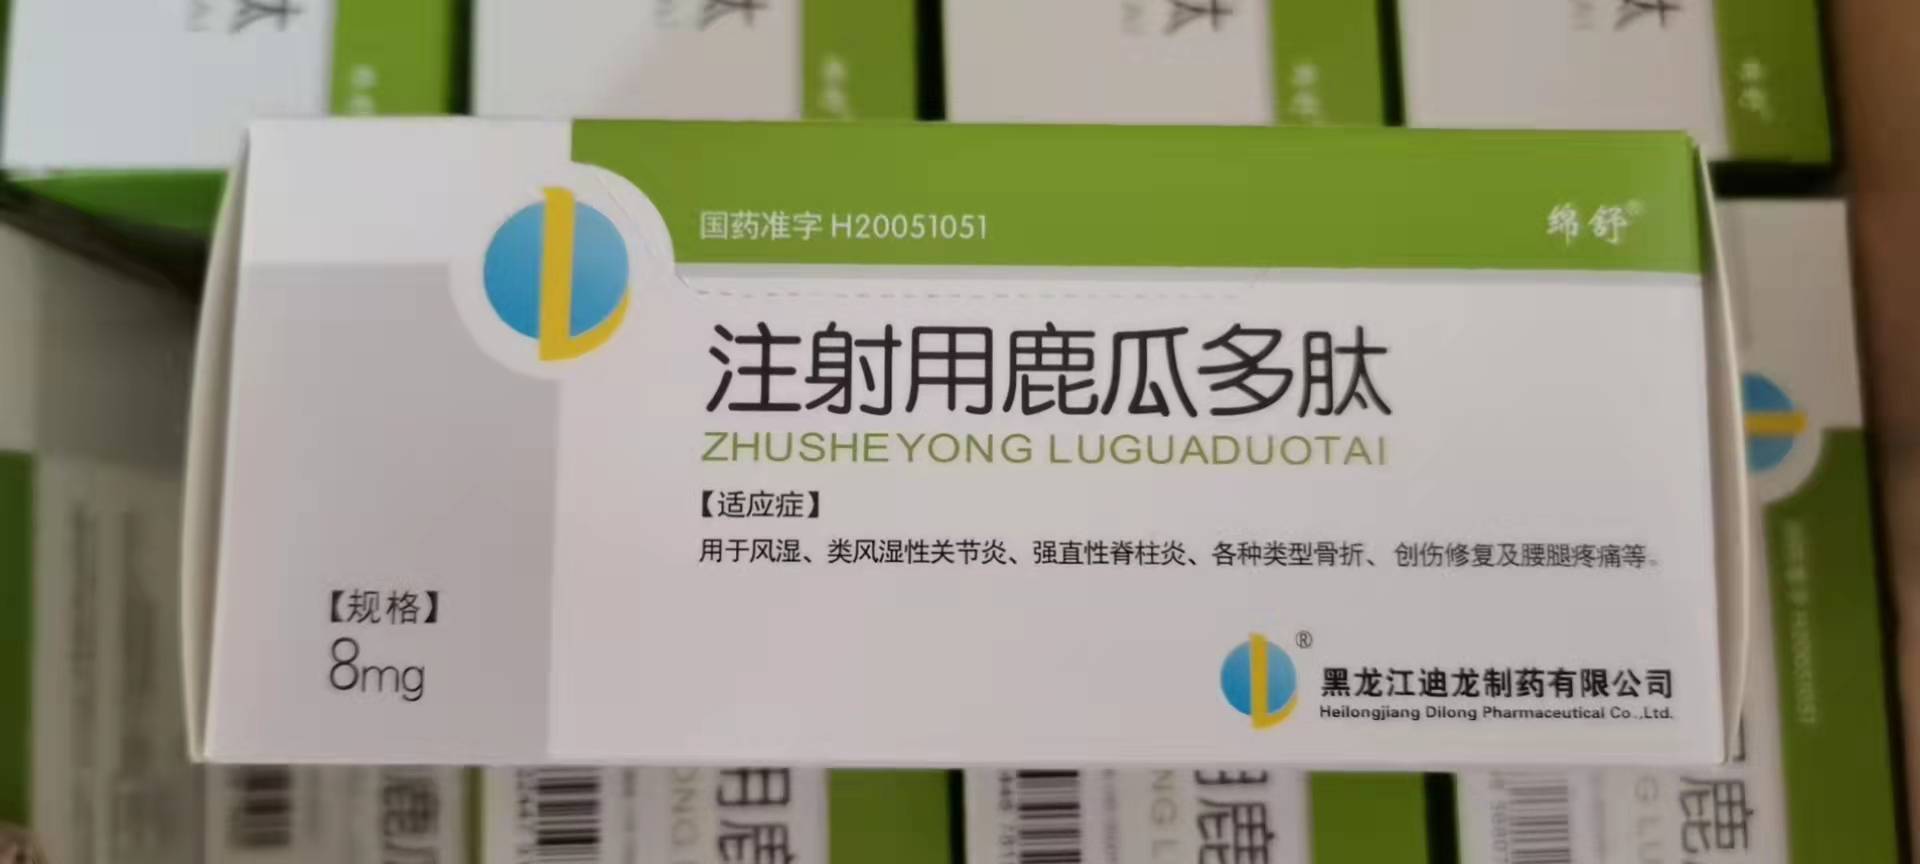 国药准字 H20051051
绵舒®
注射用鹿瓜多肽
ZHUSHEYONG LUGUADUOTAI
【适应症】
用于风湿、类风湿性关节炎、强直性脊柱炎、各种类型骨折、创伤修复及腰腿疼痛等。
【规格】
8mg
®
黑龙江迪龙制药有限公司
Heilongjiang Dilong Pharmaceutical Co.,Ltd.